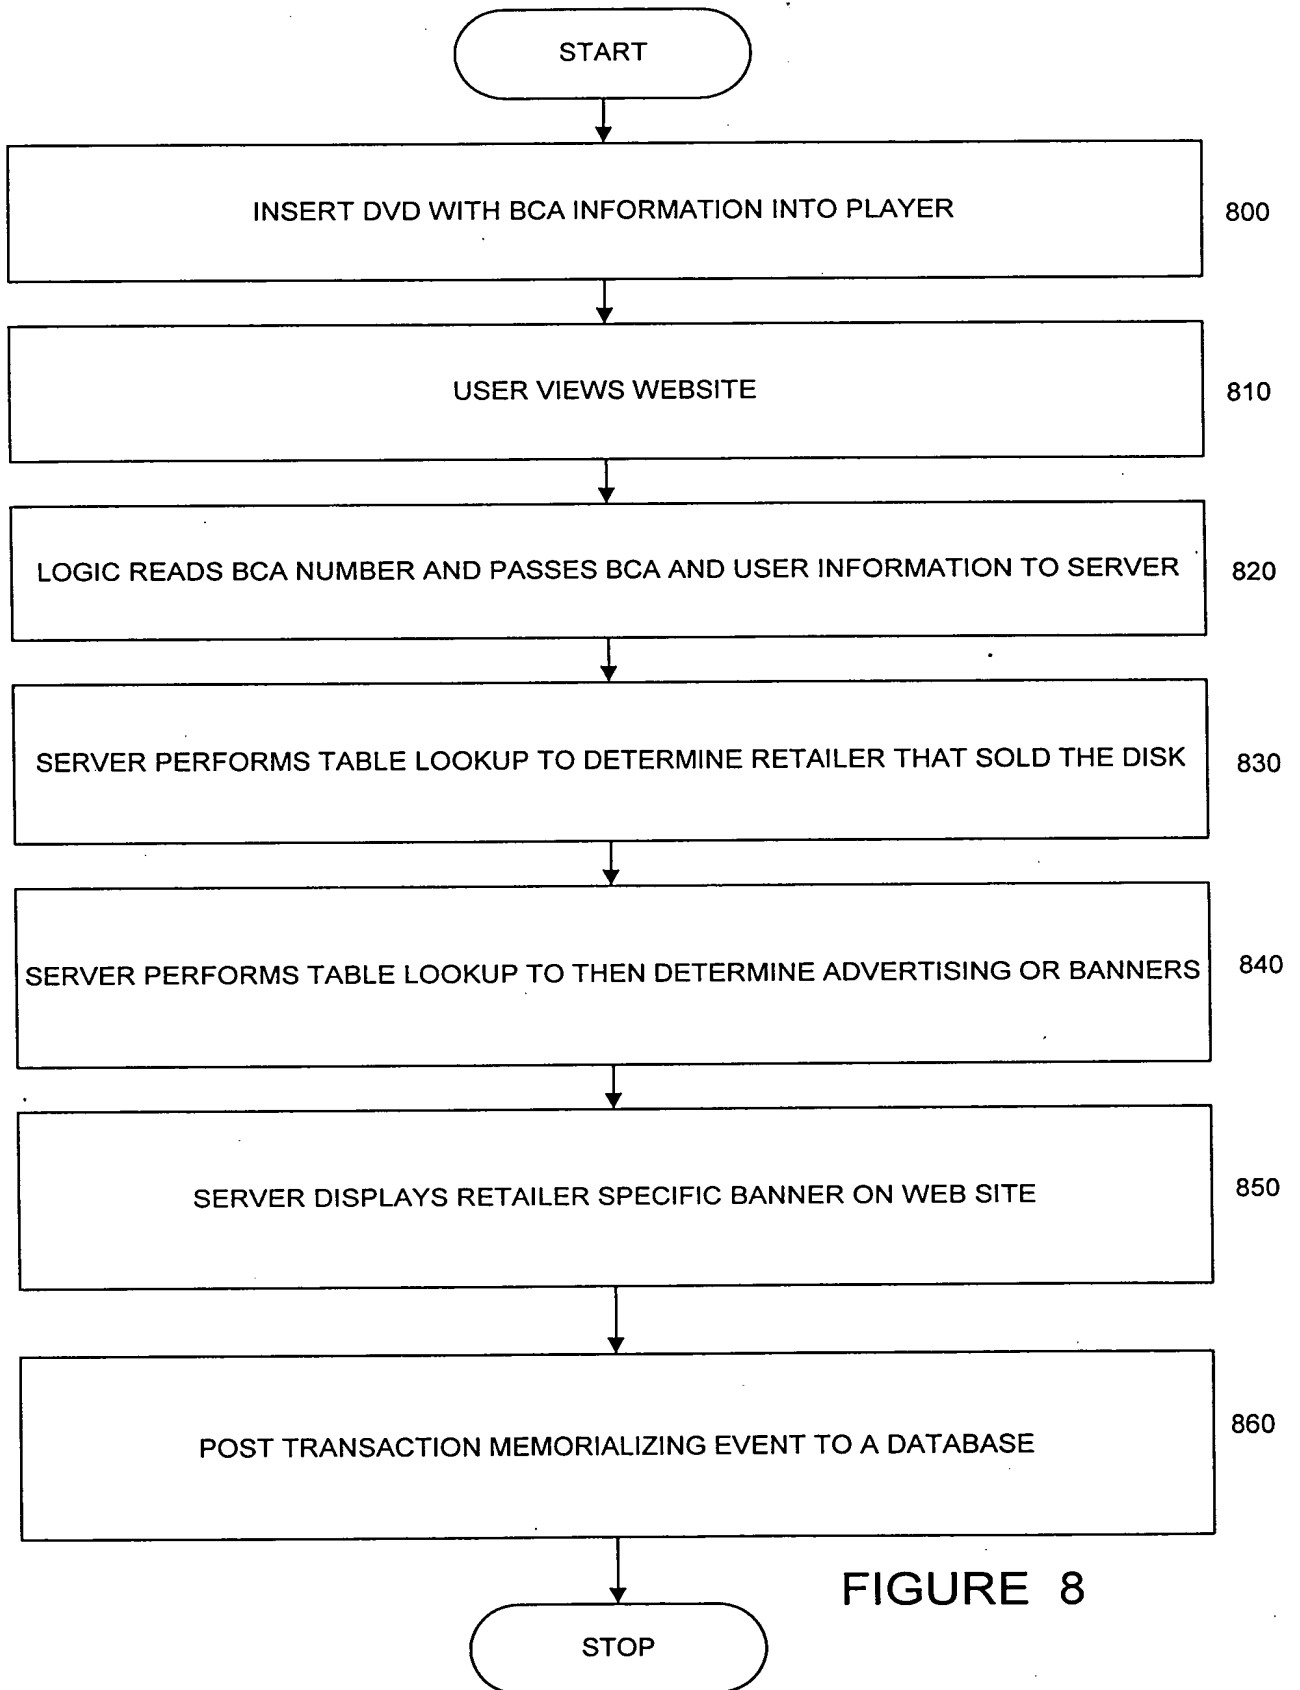 START
INSERT DVD WITH BCA INFORMATION INTO PLAYER
800
USER VIEWS WEBSITE
810
LOGIC READS BCA NUMBER AND PASSES BCA AND USER INFORMATION TO SERVER
820
SERVER PERFORMS TABLE LOOKUP TO DETERMINE RETAILER THAT SOLD THE DISK
830
SERVER PERFORMS TABLE LOOKUP TO THEN DETERMINE ADVERTISING OR BANNERS
840
SERVER DISPLAYS RETAILER SPECIFIC BANNER ON WEB SITE
850
POST TRANSACTION MEMORIALIZING EVENT TO A DATABASE
860
FIGURE 8
STOP